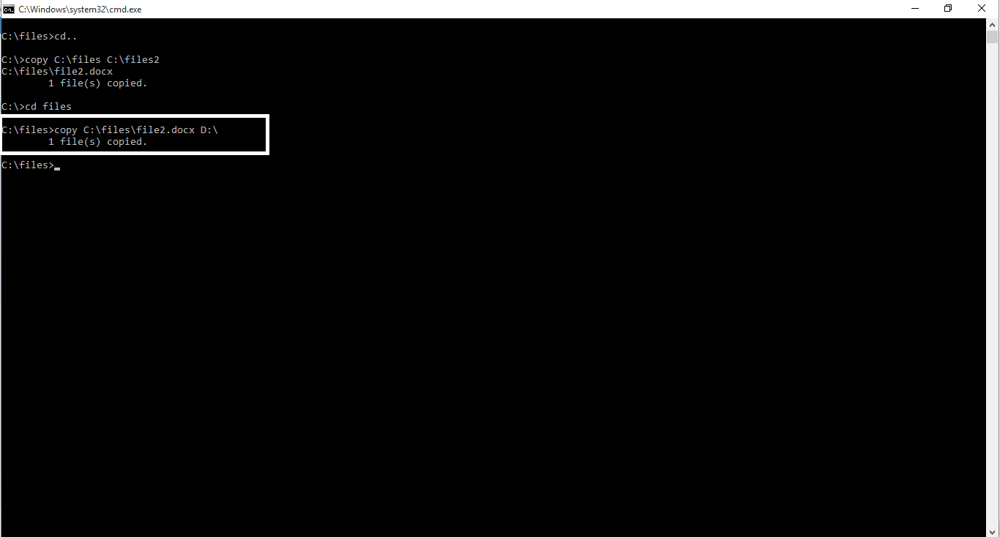 C:\Windows\system32\cmd.exe
C:\files>cd..
C:\>copy C:\files C:\files2
C:\files\file2.docx
        1 file(s) copied.
C:\>cd files
C:\files>copy C:\files\file2.docx D:\
        1 file(s) copied.
C:\files>